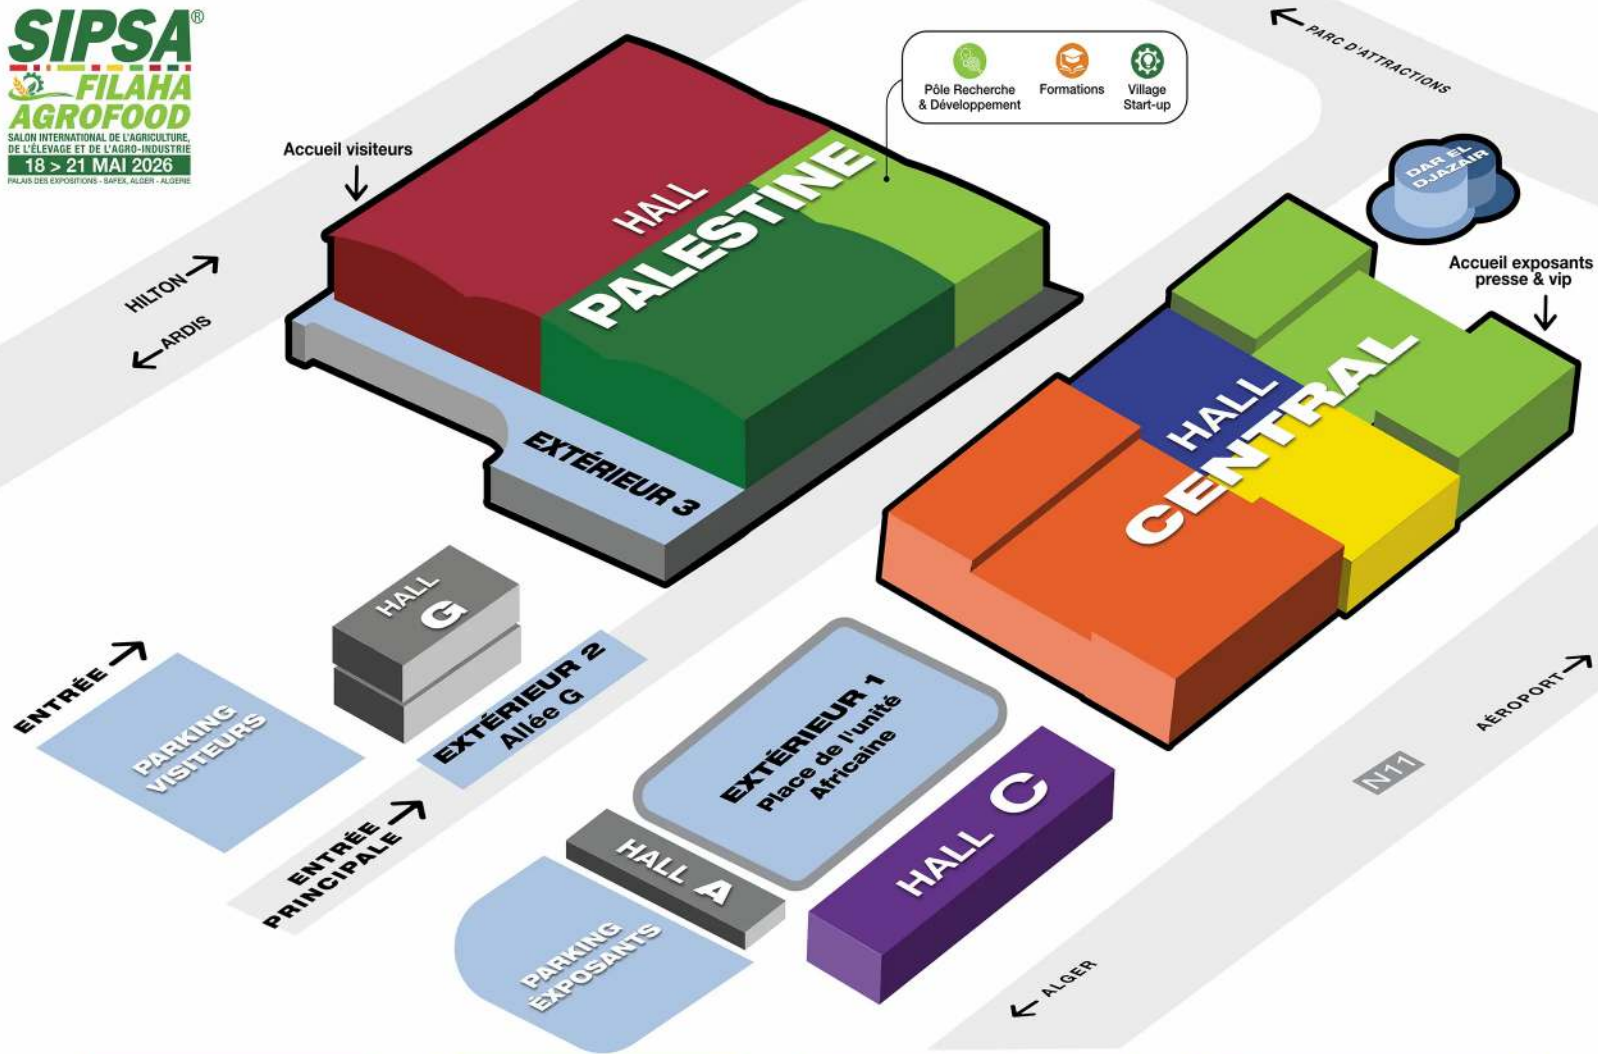 SIPSA®
FILAHA
AGROFOOD
SALON INTERNATIONAL DE L'AGRICULTURE,
DE L'ÉLEVAGE ET DE L'AGRO-INDUSTRIE
18 > 21 MAI 2026
PALAIS DES EXPOSITIONS - SAFEX, ALGER - ALGERIE
Accueil visiteurs
Pôle Recherche
& Développement
Formations
Village
Start-up
← PARC D'ATTRACTIONS
DAR EL
DJAZAIR
Accueil exposants
presse & vip
HILTON →
← ARDIS
HALL
PALESTINE
EXTÉRIEUR 3
HALL
CENTRAL
HALL
G
ENTRÉE →
PARKING
VISITEURS
EXTÉRIEUR 2
Allée G
ENTRÉE
PRINCIPALE →
EXTÉRIEUR 1
Place de l'unité
Africaine
HALL A
HALL C
PARKING
ÉXPOSANTS
AÉROPORT →
N11
← ALGER